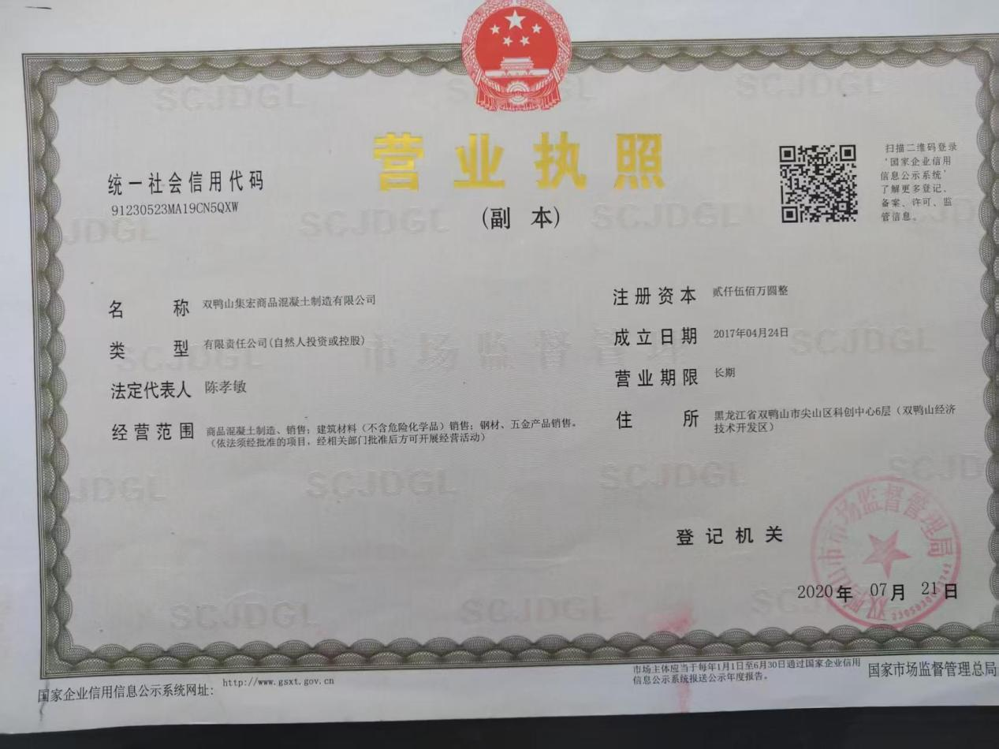 营业执照
(副 本)
统一社会信用代码
91230523MA19CN5QXW
扫描二维码登录
‘国家企业信用
信息公示系统’
了解更多登记、
备案、许可、监
管信息。
名 称 双鸭山集宏商品混凝土制造有限公司
类 型 有限责任公司(自然人投资或控股)
法定代表人 陈孝敏
经营范围 商品混凝土制造、销售；建筑材料（不含危险化学品）销售；钢材、五金产品销售。
（依法须经批准的项目，经相关部门批准后方可开展经营活动）
注册资本 贰仟伍佰万圆整
成立日期 2017年04月24日
营业期限 长期
住 所 黑龙江省双鸭山市尖山区科创中心6层（双鸭山经济
技术开发区）
市场监督管理
SCJDGL
登记机关
双鸭山市市场监督管理局
2020年 07月 21日
国家企业信用信息公示系统网址:
http://www.gsxt.gov.cn
市场主体应当于每年1月1日至6月30日通过国家企业信用
信息公示系统报送公示年度报告。
国家市场监督管理总局